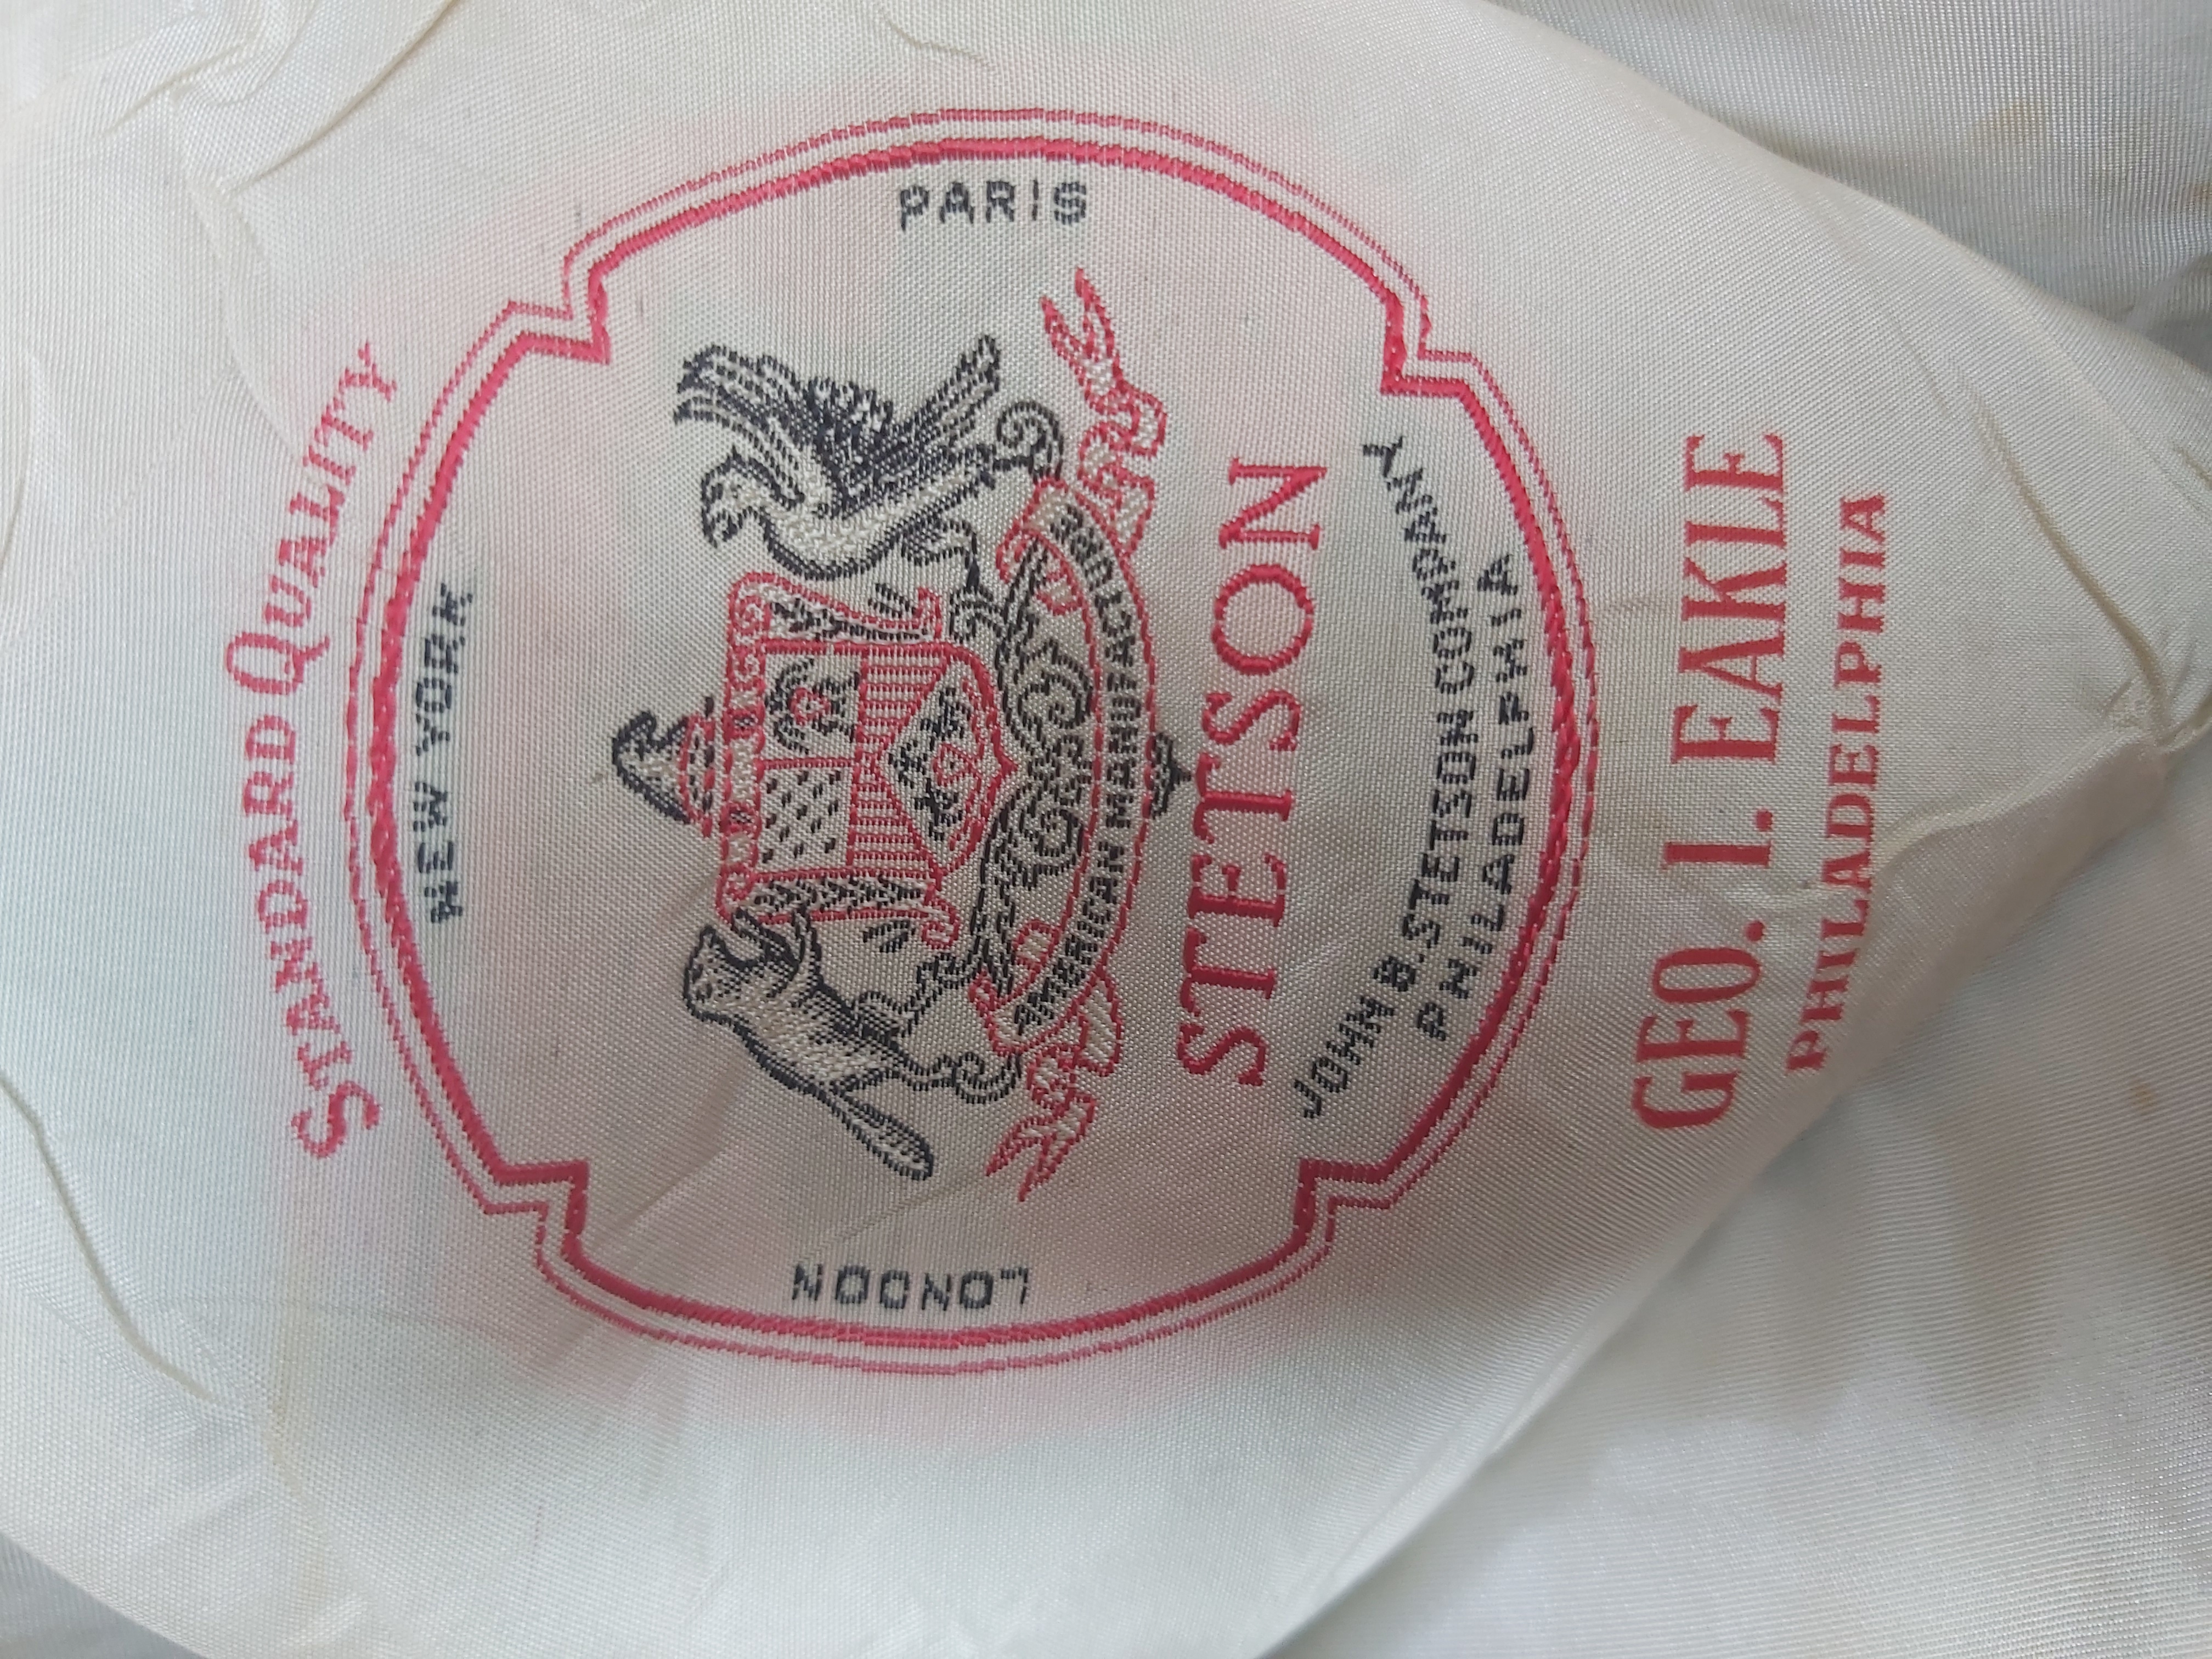 STANDARD QUALITY
NEW YORK
LONDON
PARIS
AMERICAN MANUFACTURE
STETSON
JOHN B. STETSON COMPANY
PHILADELPHIA
GEO. I. EAKLE
PHILADELPHIA